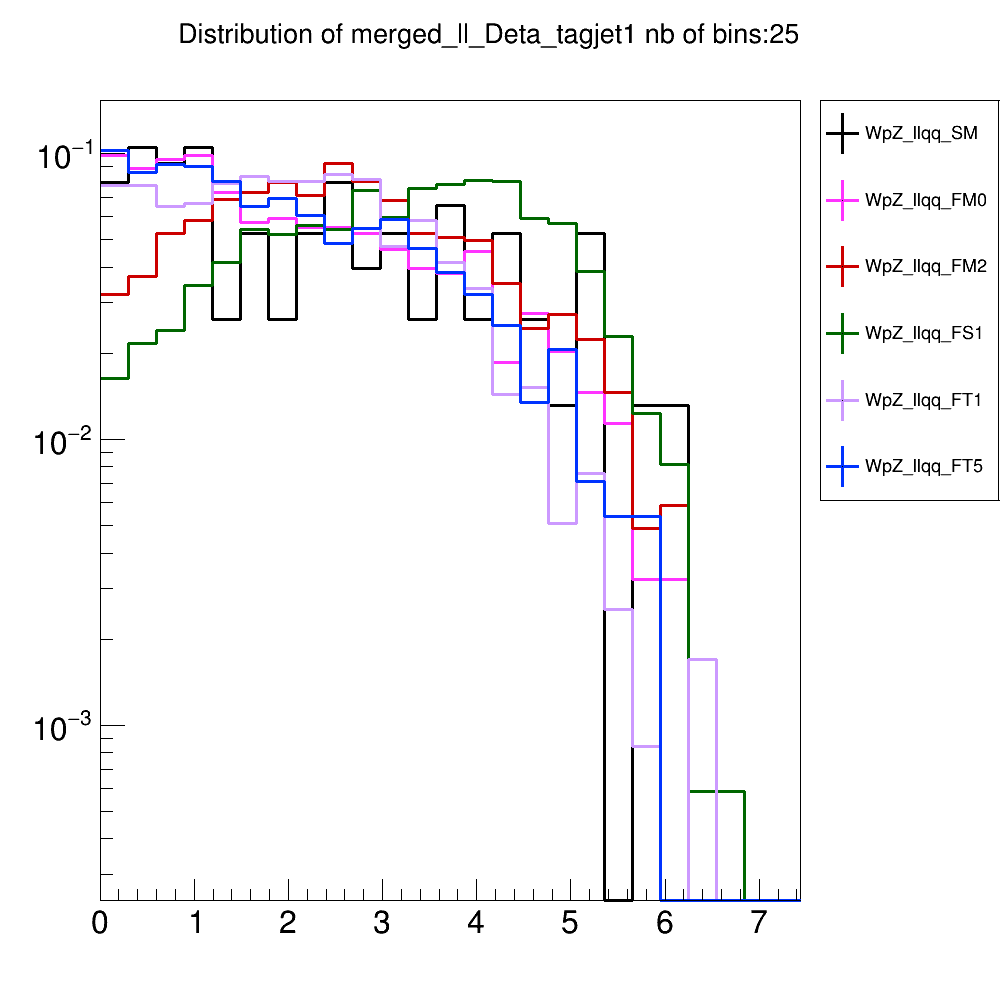 Distribution of merged_ll_Deta_tagjet1 nb of bins:25
10⁻¹
10⁻²
10⁻³
0 1 2 3 4 5 6 7
WpZ_llqq_SM
WpZ_llqq_FM0
WpZ_llqq_FM2
WpZ_llqq_FS1
WpZ_llqq_FT1
WpZ_llqq_FT5